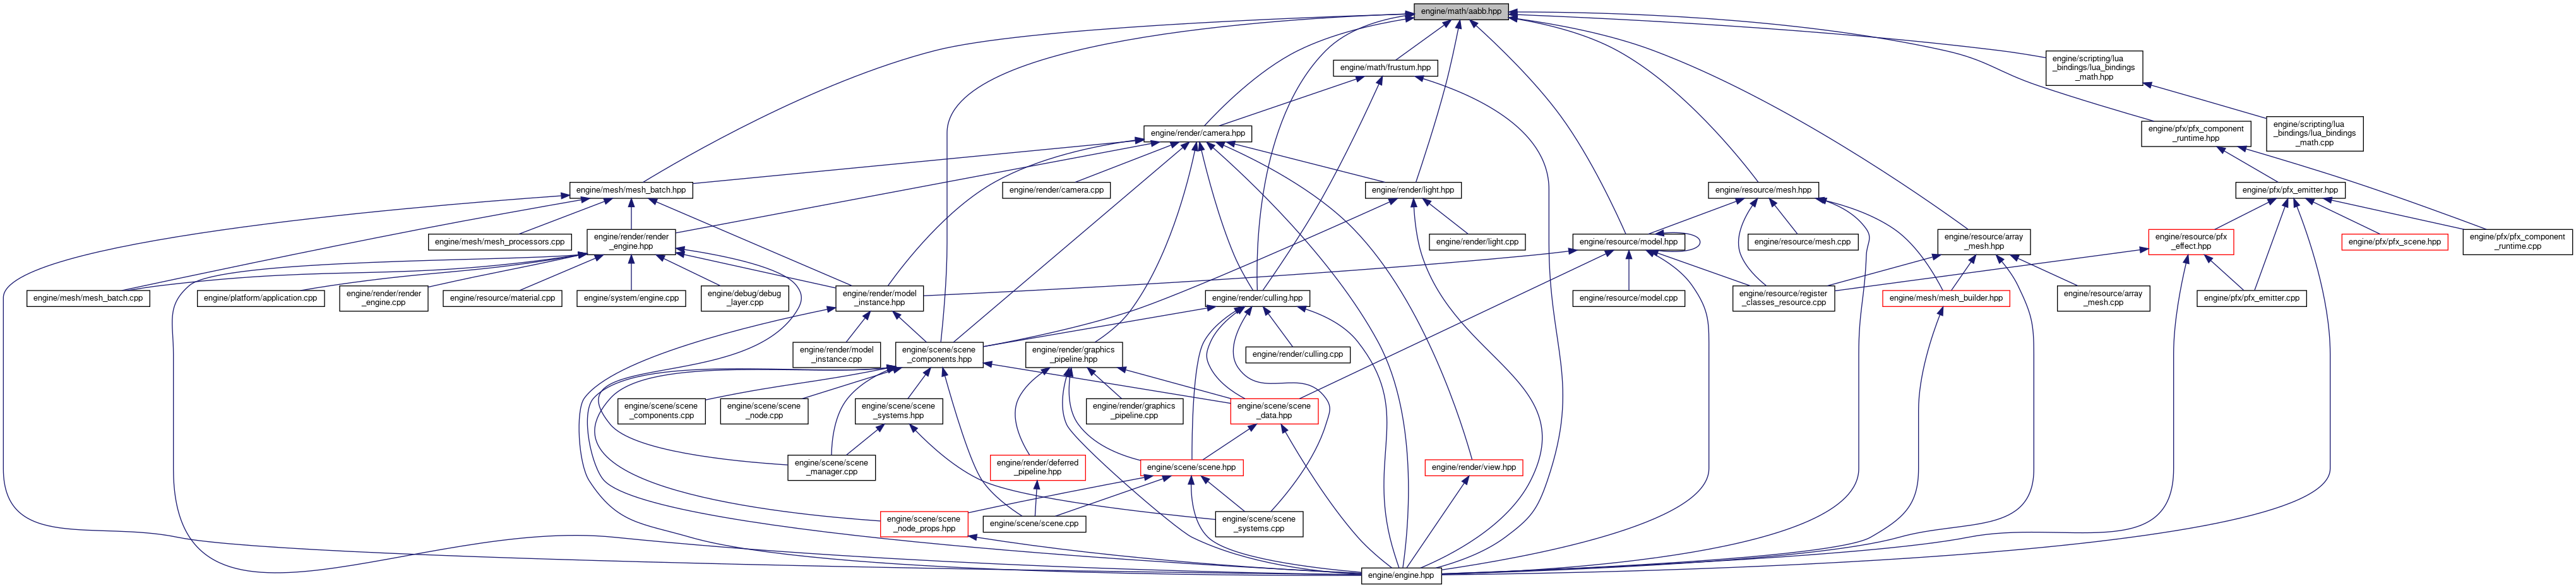 engine/math/aabb.hpp
engine/math/frustum.hpp
engine/scripting/lua
_bindings/lua_bindings
_math.hpp
engine/render/camera.hpp
engine/pfx/pfx_component
_runtime.hpp
engine/scripting/lua
_bindings/lua_bindings
_math.cpp
engine/mesh/mesh_batch.hpp
engine/render/camera.cpp
engine/render/light.hpp
engine/resource/mesh.hpp
engine/pfx/pfx_emitter.hpp
engine/mesh/mesh_processors.cpp
engine/render/render
_engine.hpp
engine/render/light.cpp
engine/resource/model.hpp
engine/resource/mesh.cpp
engine/resource/array
_mesh.hpp
engine/resource/pfx
_effect.hpp
engine/pfx/pfx_scene.hpp
engine/pfx/pfx_component
_runtime.cpp
engine/mesh/mesh_batch.cpp
engine/platform/application.cpp
engine/render/render
_engine.cpp
engine/resource/material.cpp
engine/system/engine.cpp
engine/debug/debug
_layer.cpp
engine/render/model
_instance.hpp
engine/render/culling.hpp
engine/resource/model.cpp
engine/resource/register
_classes_resource.cpp
engine/mesh/mesh_builder.hpp
engine/resource/array
_mesh.cpp
engine/pfx/pfx_emitter.cpp
engine/render/model
_instance.cpp
engine/scene/scene
_components.hpp
engine/render/graphics
_pipeline.hpp
engine/render/culling.cpp
engine/scene/scene
_components.cpp
engine/scene/scene
_node.cpp
engine/scene/scene
_systems.hpp
engine/render/graphics
_pipeline.cpp
engine/scene/scene
_data.hpp
engine/scene/scene
_manager.cpp
engine/render/deferred
_pipeline.hpp
engine/scene/scene.hpp
engine/render/view.hpp
engine/scene/scene
_node_props.hpp
engine/scene/scene.cpp
engine/scene/scene
_systems.cpp
engine/engine.hpp